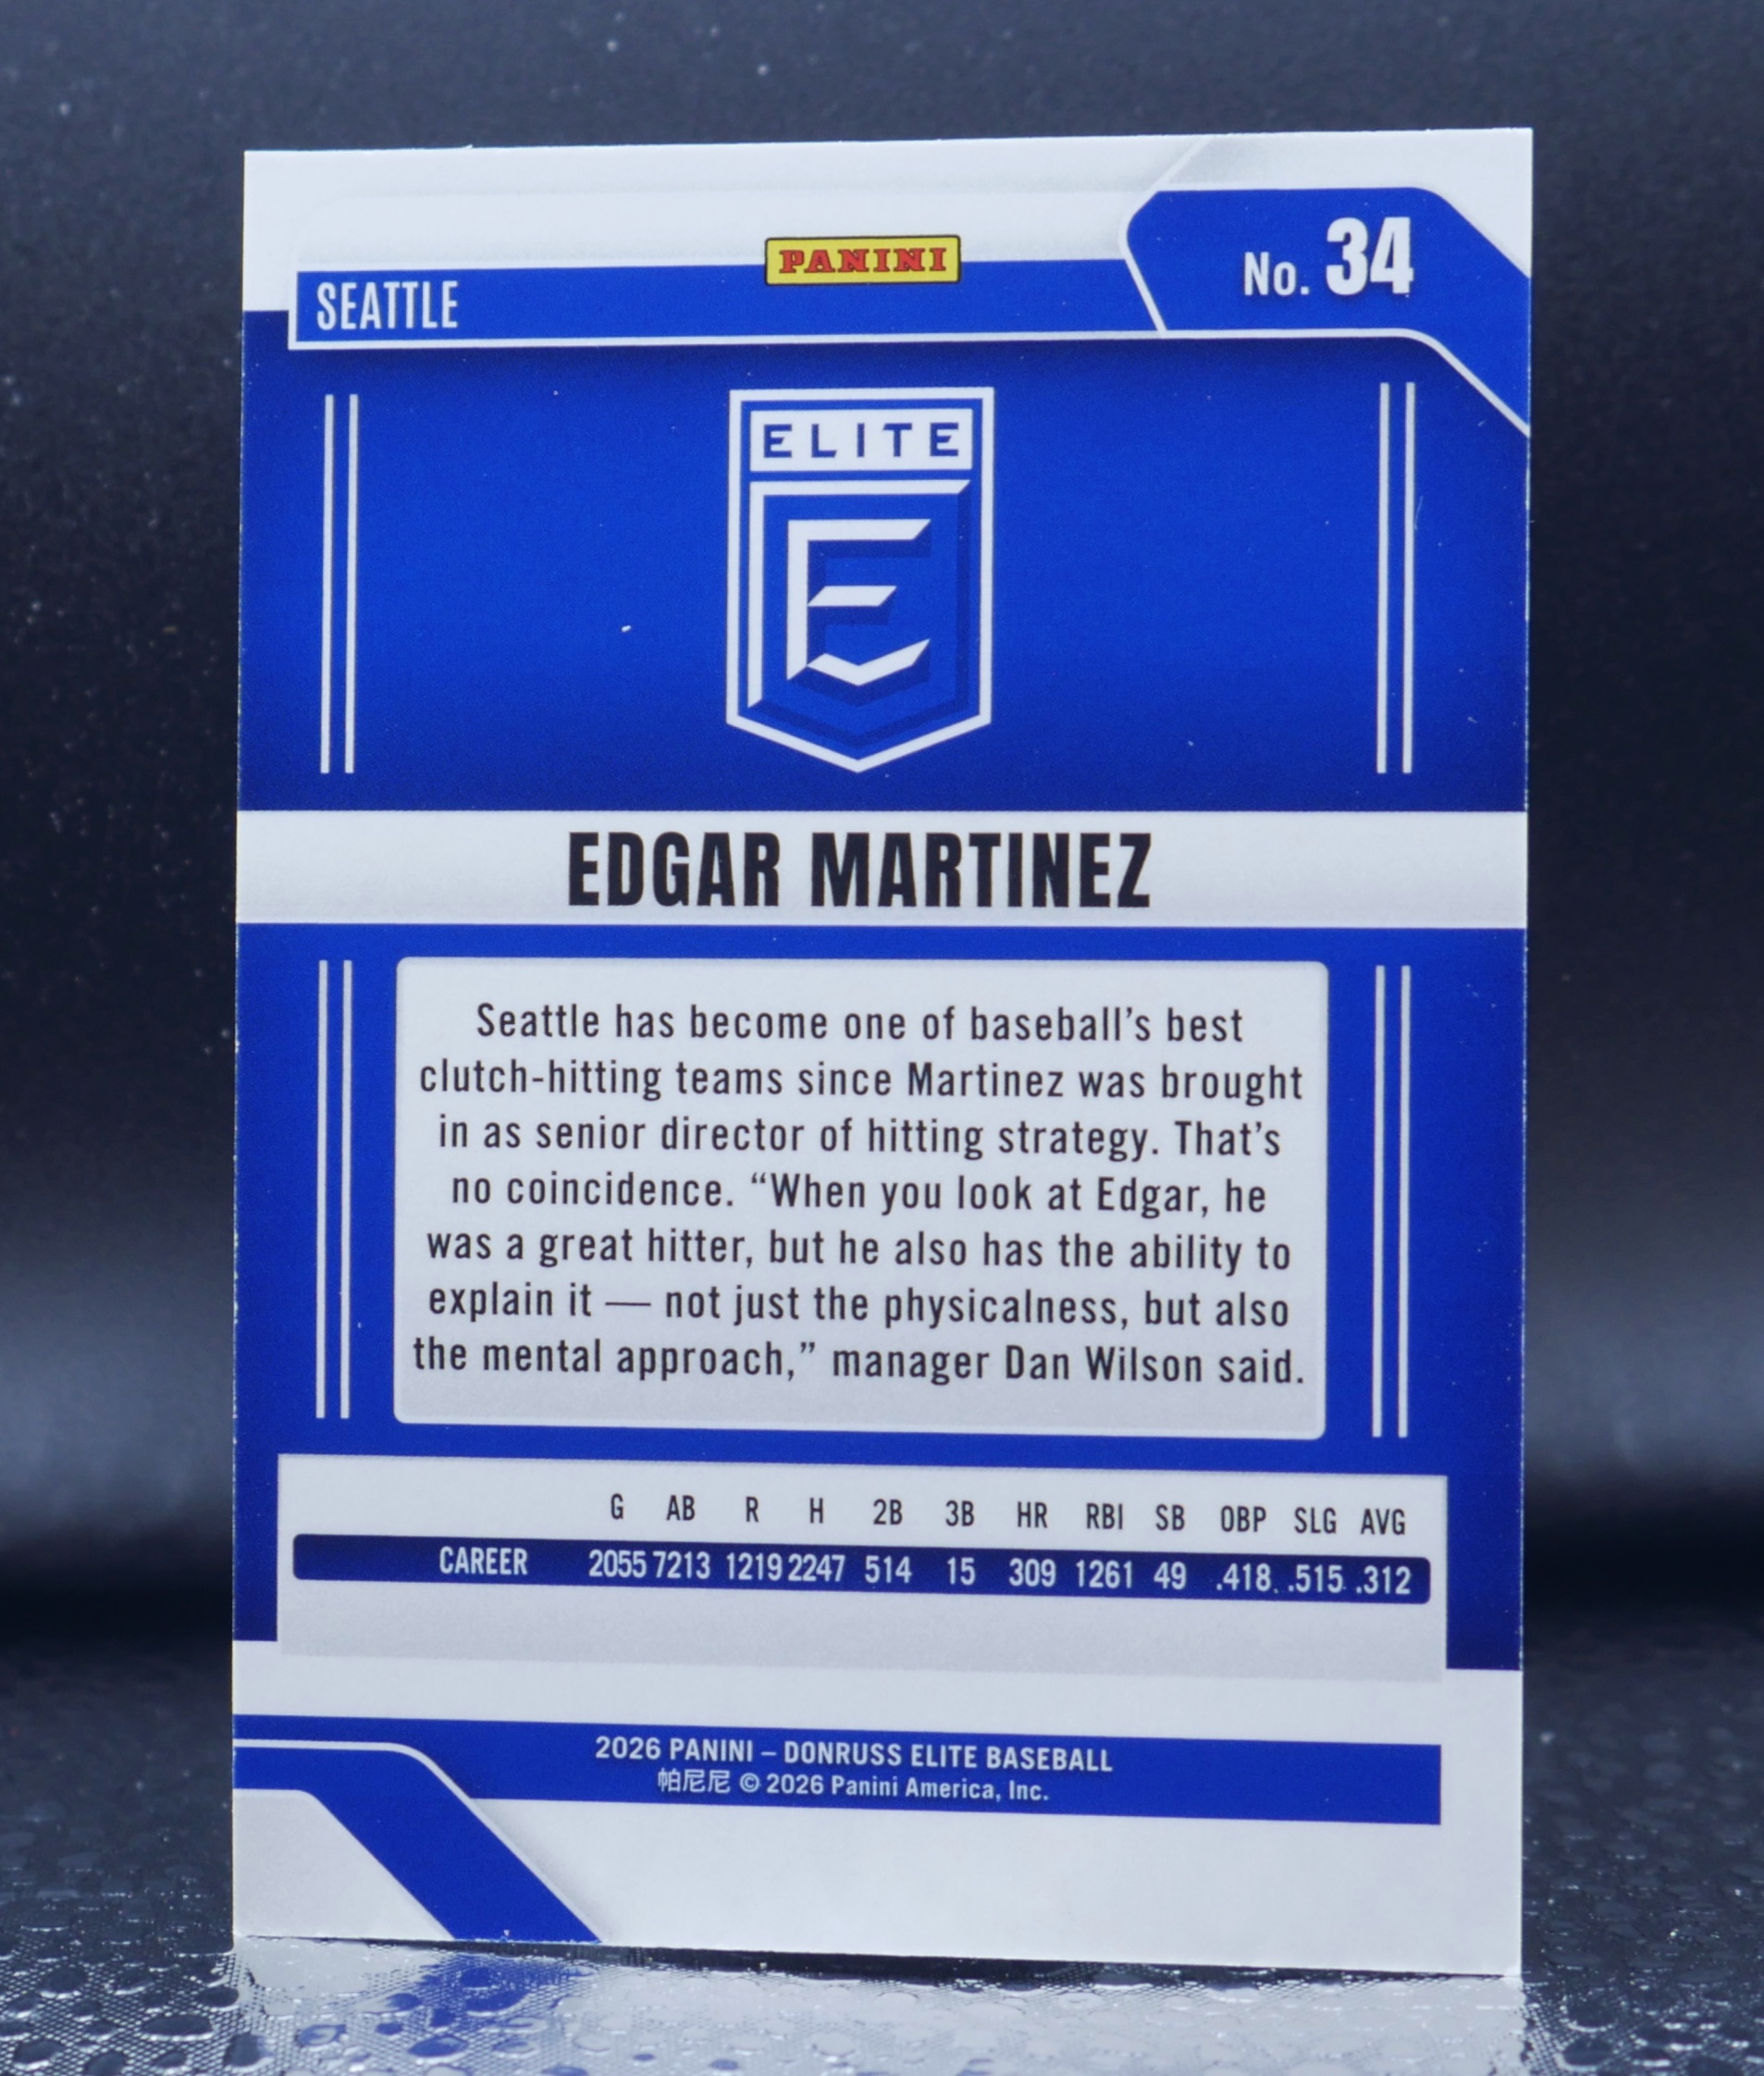 PANINI
No. 34
SEATTLE
ELITE
E
EDGAR MARTINEZ
Seattle has become one of baseball's best
clutch-hitting teams since Martinez was brought
in as senior director of hitting strategy. That's
no coincidence. “When you look at Edgar, he
was a great hitter, but he also has the ability to
explain it — not just the physicalness, but also
the mental approach,” manager Dan Wilson said.
G AB R H 2B 3B HR RBI SB OBP SLG AVG
CAREER 2055 7213 1219 2247 514 15 309 1261 49 .418 .515 .312
2026 PANINI – DONRUSS ELITE BASEBALL
帕尼尼 © 2026 Panini America, Inc.